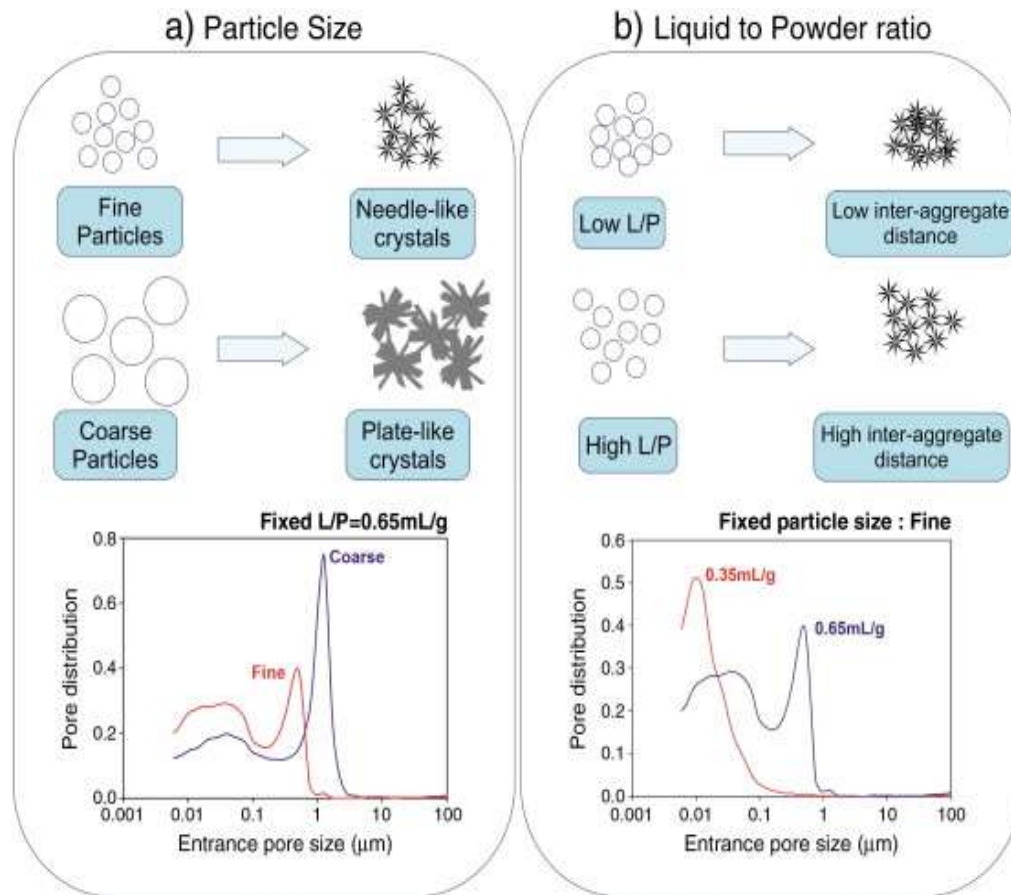 a) Particle Size
Fine
Particles
Needle-like
crystals
Coarse
Particles
Plate-like
crystals
Fixed L/P=0.65mL/g
Pore distribution
0.8
0.6
0.4
0.2
0.0
Coarse
Fine
0.001
0.01
0.1
1
10
100
Entrance pore size (μm)
b) Liquid to Powder ratio
Low L/P
Low inter-aggregate
distance
High L/P
High inter-aggregate
distance
Fixed particle size : Fine
Pore distribution
0.6
0.5
0.4
0.3
0.2
0.1
0.0
0.35mL/g
0.65mL/g
0.001
0.01
0.1
1
10
100
Entrance pore size (μm)